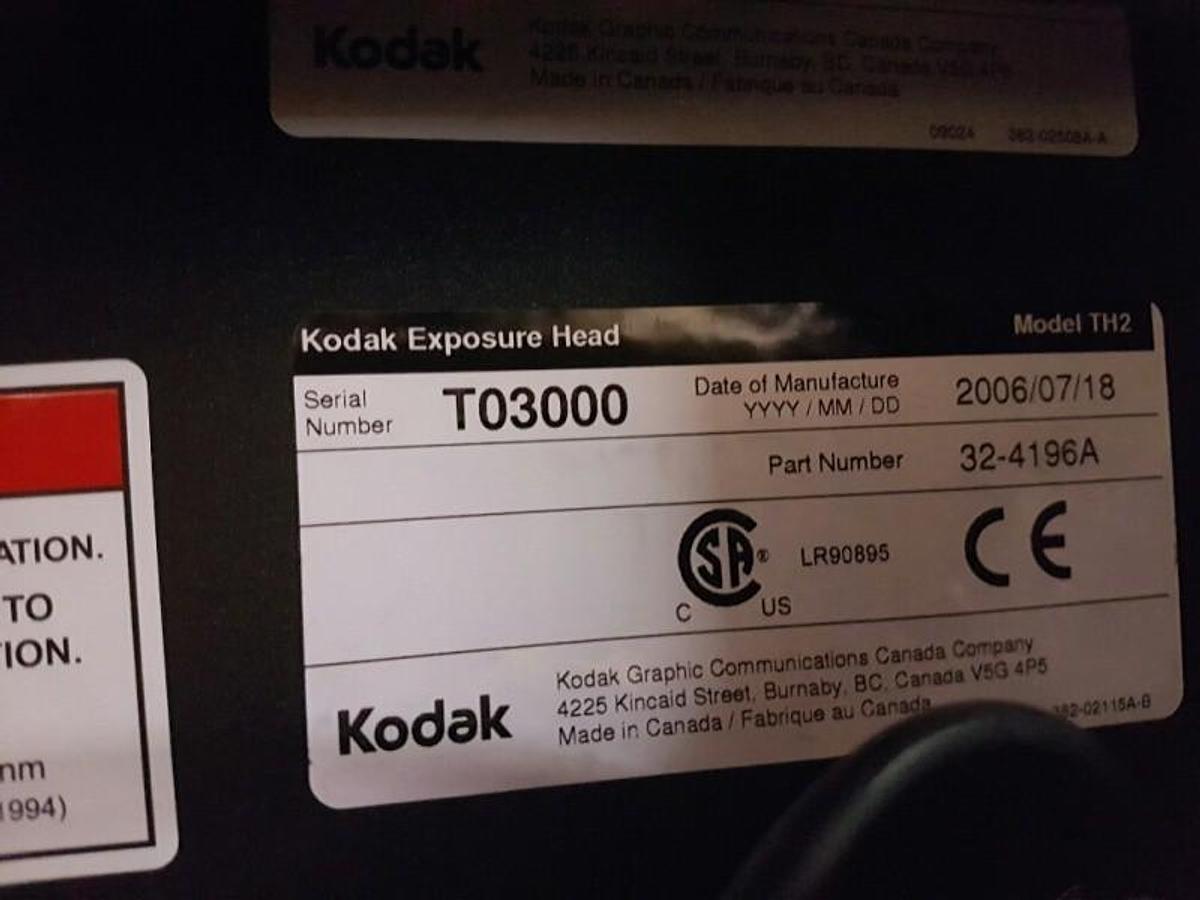 Kodak
Kodak Graphic Communications Canada Company
4225 Kincaid Street, Burnaby, BC, Canada V5G 4P5
Made in Canada / Fabrique au Canada
Kodak Exposure Head
Model TH2
Serial Number
T03000
Date of Manufacture
YYYY / MM / DD
2006/07/18
Part Number
32-4196A
CSA®
C US
LR90895
CE
Kodak
Kodak Graphic Communications Canada Company
4225 Kincaid Street, Burnaby, BC, Canada V5G 4P5
Made in Canada / Fabrique au Canada
ATION.
TO
ION.
nm
1994)